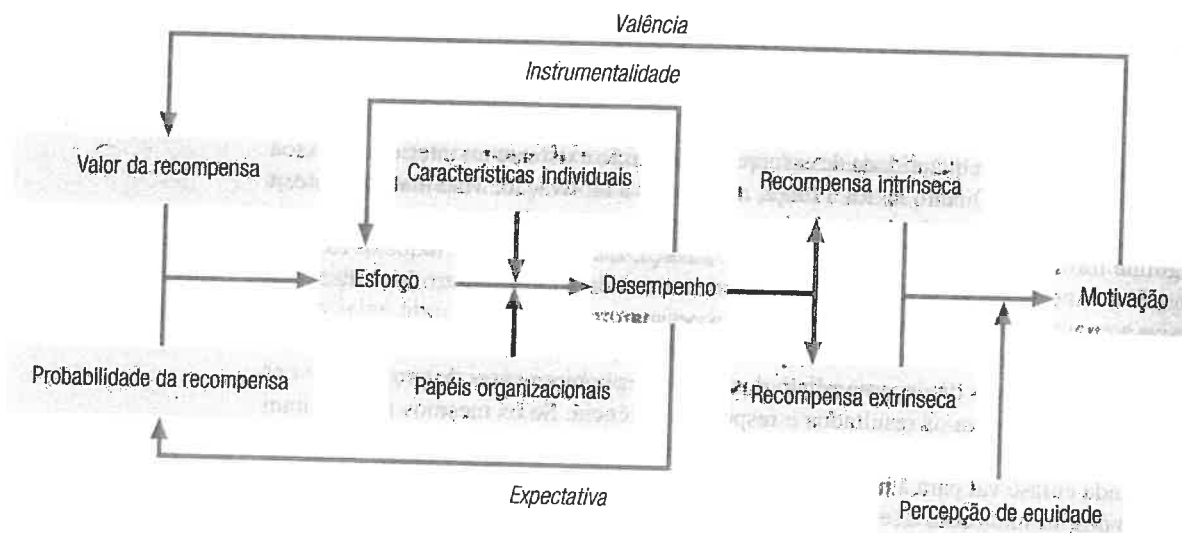 Valência
Instrumentalidade
Valor da recompensa
Características individuais
Recompensa intrínseca
Esforço
Desempenho
Motivação
Probabilidade da recompensa
Papéis organizacionais
Recompensa extrínseca
Expectativa
Percepção de equidade